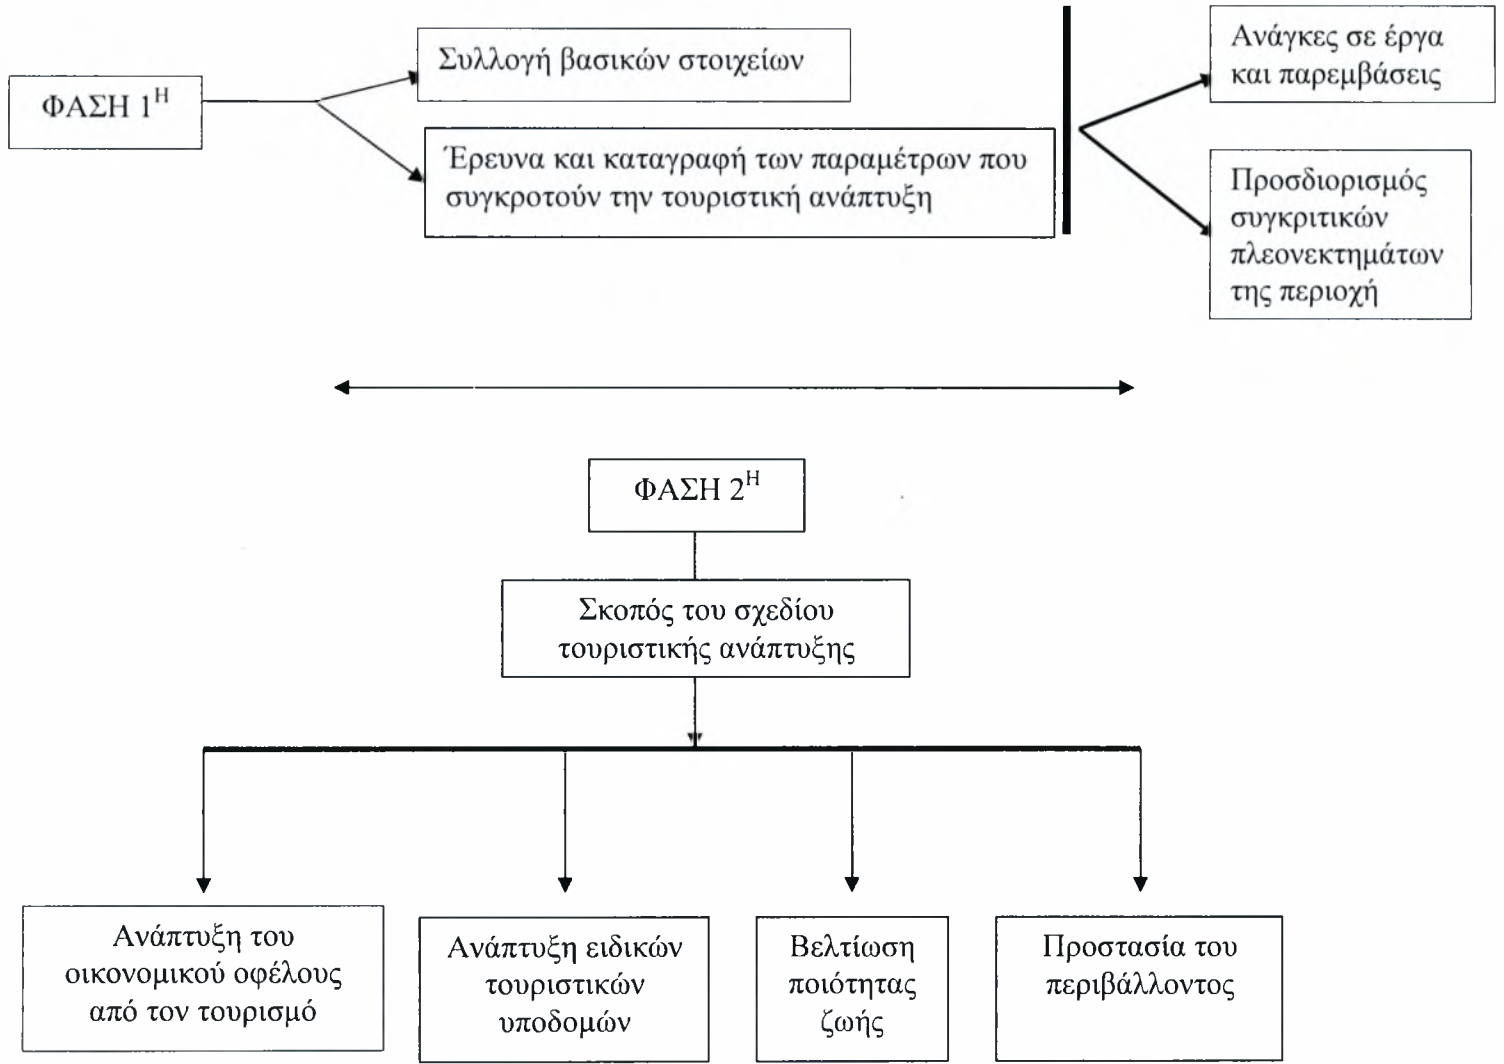 ΦΑΣΗ 1Η
Συλλογή βασικών στοιχείων
Έρευνα και καταγραφή των παραμέτρων που
συγκροτούν την τουριστική ανάπτυξη
Ανάγκες σε έργα
και παρεμβάσεις
Προσδιορισμός
συγκριτικών
πλεονεκτημάτων
της περιοχή
ΦΑΣΗ 2Η
Σκοπός του σχεδίου
τουριστικής ανάπτυξης
Ανάπτυξη του
οικονομικού οφέλους
από τον τουρισμό
Ανάπτυξη ειδικών
τουριστικών
υποδομών
Βελτίωση
ποιότητας
ζωής
Προστασία του
περιβάλλοντος